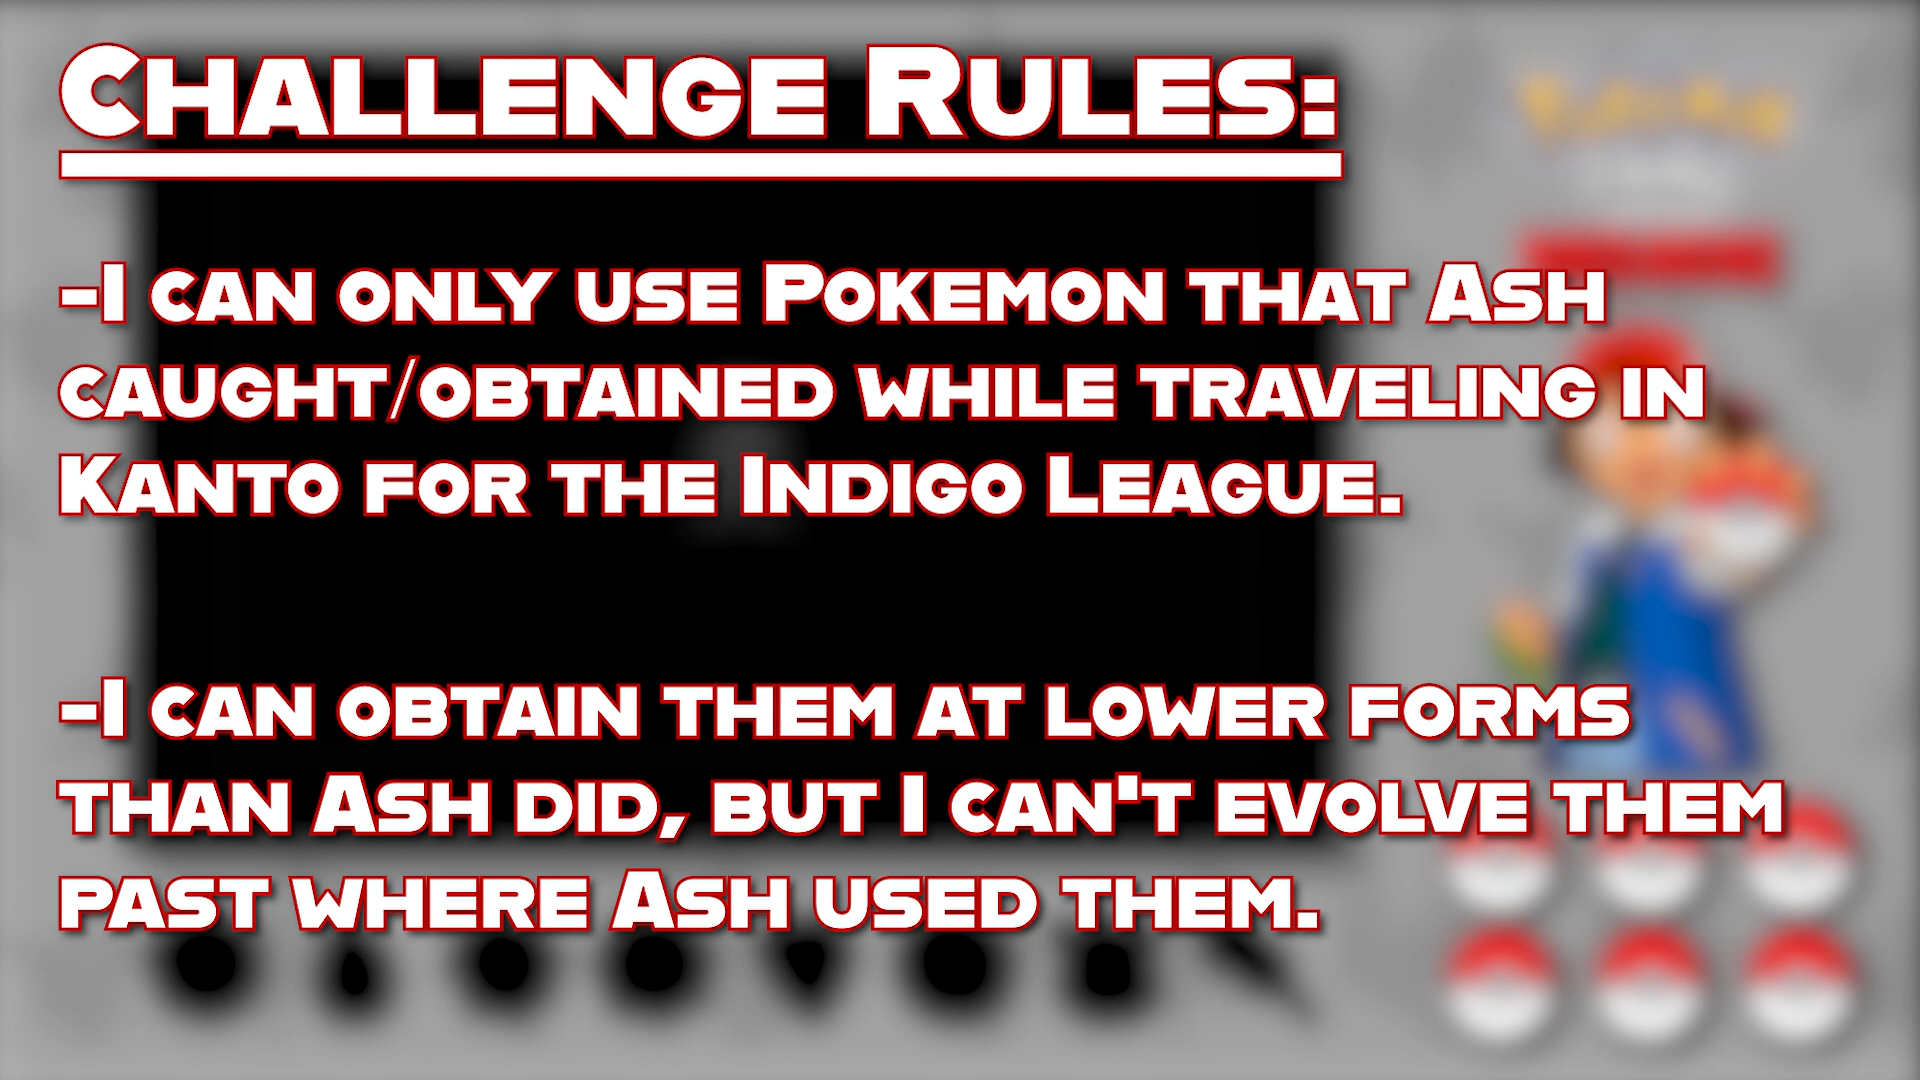 Challenge Rules:
-I can only use Pokemon that Ash
caught/obtained while traveling in
Kanto for the Indigo League.
-I can obtain them at lower forms
than Ash did, but I can't evolve them
past where Ash used them.